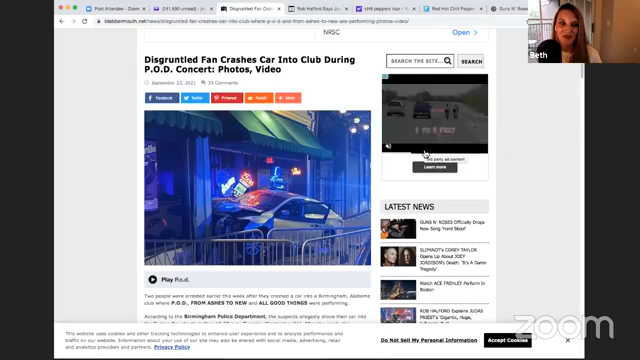 Post Attendee -
Disgruntled Fan Cras
Rob Halford Says J
chili peppers tour -
Red Hot Chili Pepper
Guns N' Roses
blabbermouth.net/news/disgruntled-fan-crashes-car-into-club-where-p-o-d-and-from-ashes-to-new-are-performing-photos-video/
NRSC
Open
Beth
Disgruntled Fan Crashes Car Into Club During
P.O.D. Concert: Photos, Video
SEARCH THE SITE...
SEARCH
September 23, 2021
33 Comments
Facebook
Twitter
Pinterest
Reddit
More
3rd party ad content
Learn more
LATEST NEWS
GUNS N' ROSES Officially Drops
New Song 'Hard Skool'
SLIPKNOT's COREY TAYLOR
Opens Up About JOEY
JORDISON's Death: 'It's A Damn
Tragedy'
Watch ACE FREHLEY Perform In
Boston
ROB HALFORD Explains JUDAS
PRIEST's 'Gigantic, Huge,
Play P.o.d.
Two people were arrested earlier this week after they crashed a car into a Birmingham, Alabama
club where P.O.D., FROM ASHES TO NEW and ALL GOOD THINGS were performing.
According to the Birmingham Police Department, the suspects allegedly drove their car into
This website uses cookies and other tracking technologies to enhance user experience and to analyze performance and
traffic on our website. Information about your use of our site may also be shared with social media, advertising, retail
and analytics providers and partners. Privacy Policy
Do Not Sell My Personal Information
Accept Cookies
zoom